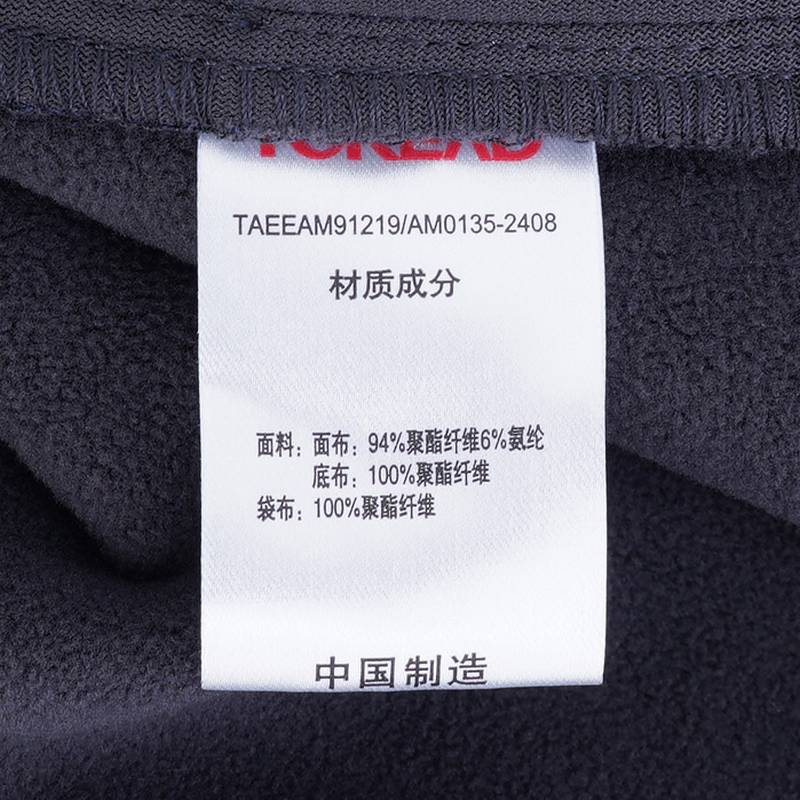 TOREAD
TAEEAM91219/AM0135-2408
材质成分
面料：面布：94%聚酯纤维6%氨纶
底布：100%聚酯纤维
袋布：100%聚酯纤维
中国制造